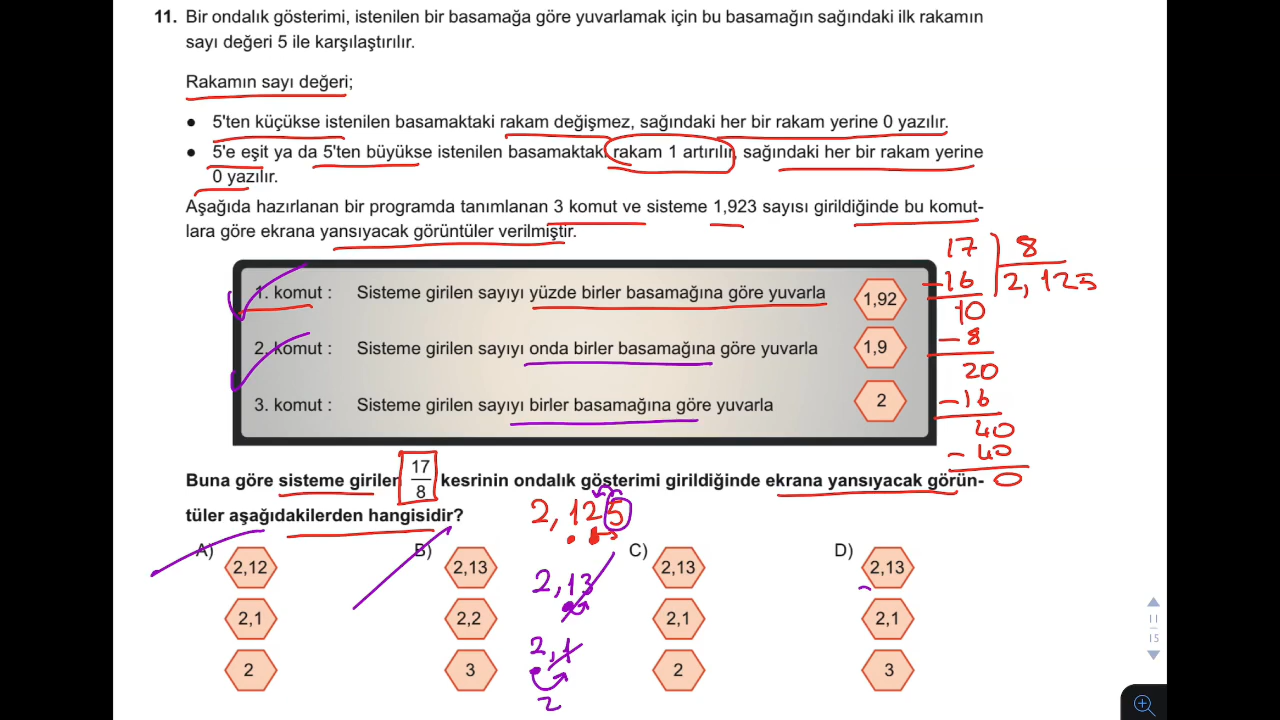 11. Bir ondalık gösterimi, istenilen bir basamağa göre yuvarlamak için bu basamağın sağındaki ilk rakamın
sayı değeri 5 ile karşılaştırılır.
Rakamın sayı değeri;
● 5'ten küçükse istenilen basamaktaki rakam değişmez, sağındaki her bir rakam yerine 0 yazılır.
● 5'e eşit ya da 5'ten büyükse istenilen basamaktaki rakam 1 artırılır, sağındaki her bir rakam yerine
0 yazılır.
Aşağıda hazırlanan bir programda tanımlanan 3 komut ve sisteme 1,923 sayısı girildiğinde bu komut-
lara göre ekrana yansıyacak görüntüler verilmiştir.
1. komut : Sisteme girilen sayıyı yüzde birler basamağına göre yuvarla 1,92
2. komut : Sisteme girilen sayıyı onda birler basamağına göre yuvarla 1,9
3. komut : Sisteme girilen sayıyı birler basamağına göre yuvarla 2
17 8
-16 2,125
10
-8
20
-16
40
-40
0
Buna göre sisteme girilen 17/8 kesrinin ondalık gösterimi girildiğinde ekrana yansıyacak görün-
tüler aşağıdakilerden hangisidir?
2,125
2,13
2,1
2
A) 2,12 B) 2,13 C) 2,13 D) 2,13
2,1 2,2 2,1 2,1
2 3 2 3
11
15